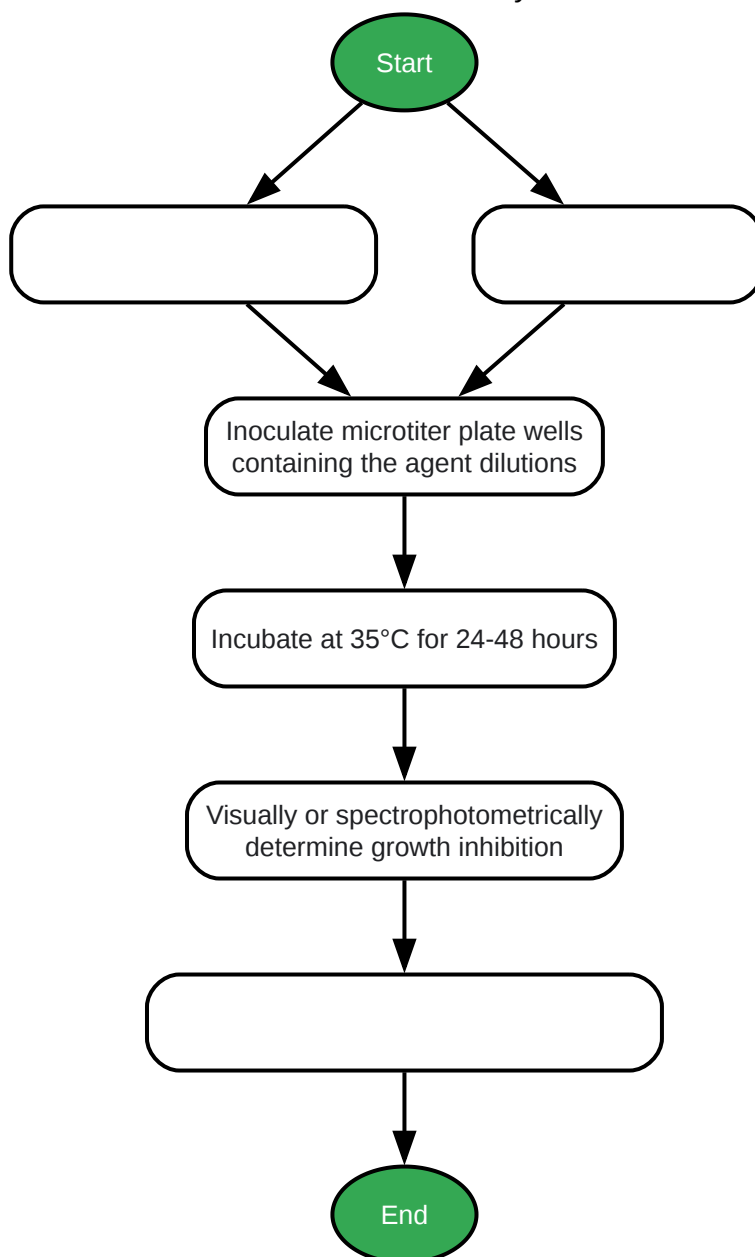 Start
Inoculate microtiter plate wells
containing the agent dilutions
Incubate at 35°C for 24-48 hours
Visually or spectrophotometrically
determine growth inhibition
End